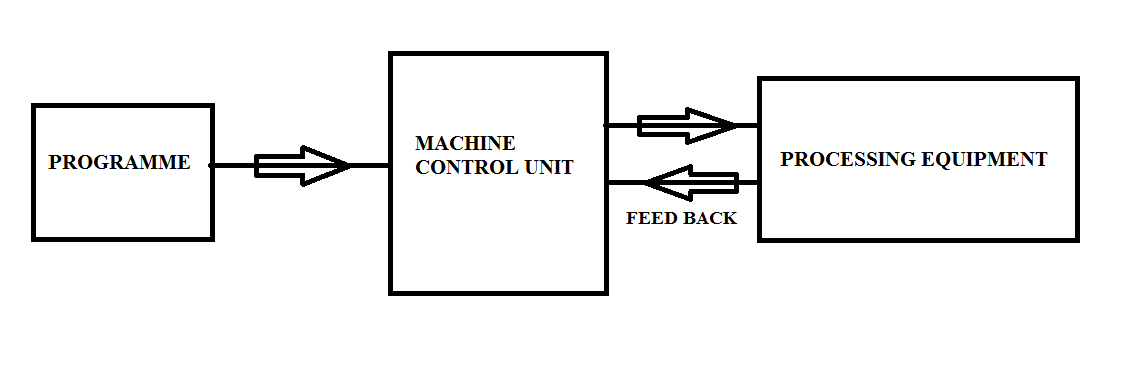 PROGRAMME
MACHINE
CONTROL UNIT
PROCESSING EQUIPMENT
FEED BACK